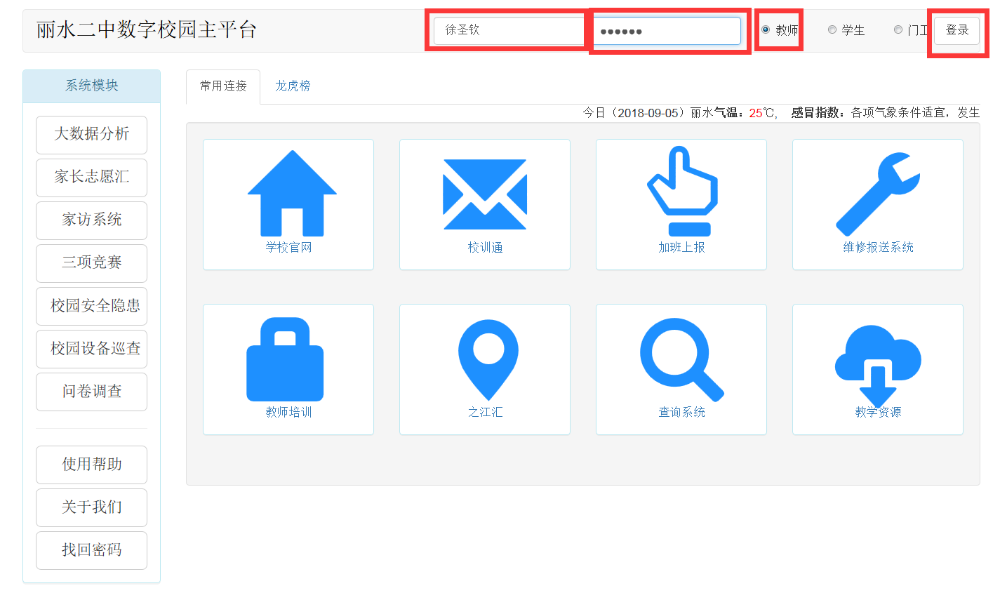 丽水二中数字校园主平台
徐圣钦 ●●●●●● 教师 学生 门工 登录
系统模块
大数据分析
家长志愿汇
家访系统
三项竞赛
校园安全隐患
校园设备巡查
问卷调查
使用帮助
关于我们
找回密码
常用连接 龙虎榜
今日（2018-09-05）丽水气温：25℃, 感冒指数：各项气象条件适宜，发生
学校官网 校训通 加班上报 维修报送系统
教师培训 之江汇 查询系统 教学资源